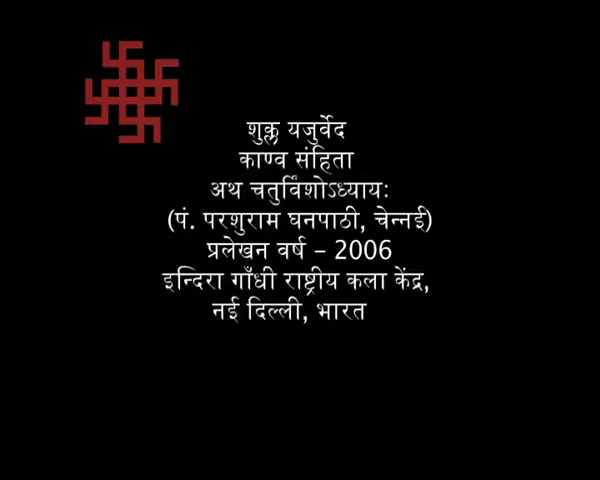 शुक्ल यजुर्वेद
काण्व संहिता
अथ चतुर्विंशोऽध्यायः
(पं. परशुराम घनपाठी, चेन्नई)
प्रलेखन वर्ष – 2006
इन्दिरा गाँधी राष्ट्रीय कला केंद्र,
नई दिल्ली, भारत